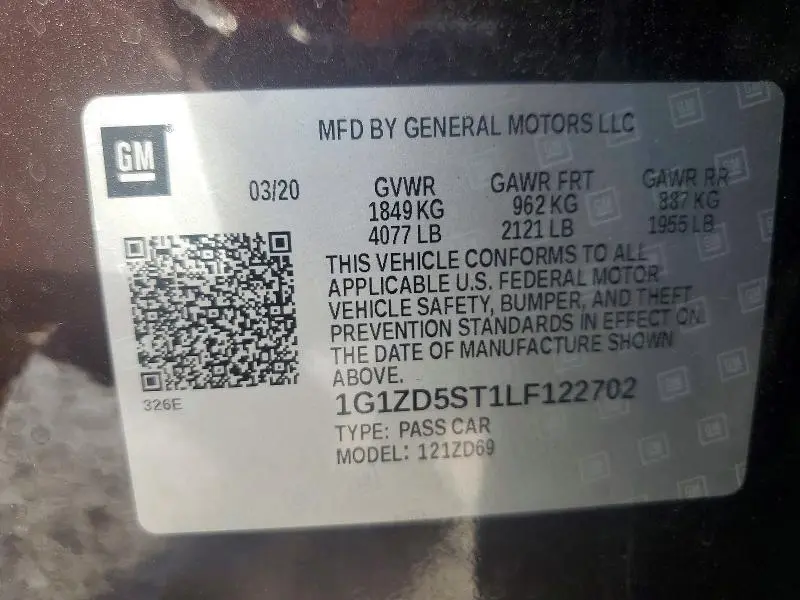 GM
MFD BY GENERAL MOTORS LLC
03/20 GVWR GAWR FRT GAWR RR
1849 KG 962 KG 887 KG
4077 LB 2121 LB 1955 LB
THIS VEHICLE CONFORMS TO ALL
APPLICABLE U.S. FEDERAL MOTOR
VEHICLE SAFETY, BUMPER, AND THEFT
PREVENTION STANDARDS IN EFFECT ON
THE DATE OF MANUFACTURE SHOWN
ABOVE.
326E
1G1ZD5ST1LF122702
TYPE: PASS CAR
MODEL: 121ZD69